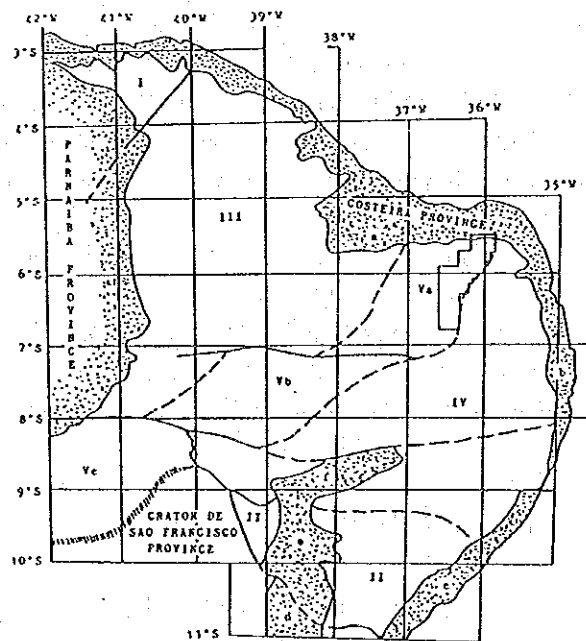 42°W 41°W 40°W 39°W
38°W
37°W 36°W
35°W
3°S
4°S
5°S
6°S
7°S
8°S
9°S
10°S
11°S
I
III
PARNAIBA PROVINCE
COSTEIRA PROVINCE
a
Va
Vb
IV
b
Vc
CRATON DE
SAO FRANCISCO
PROVINCE
II
II
c
d